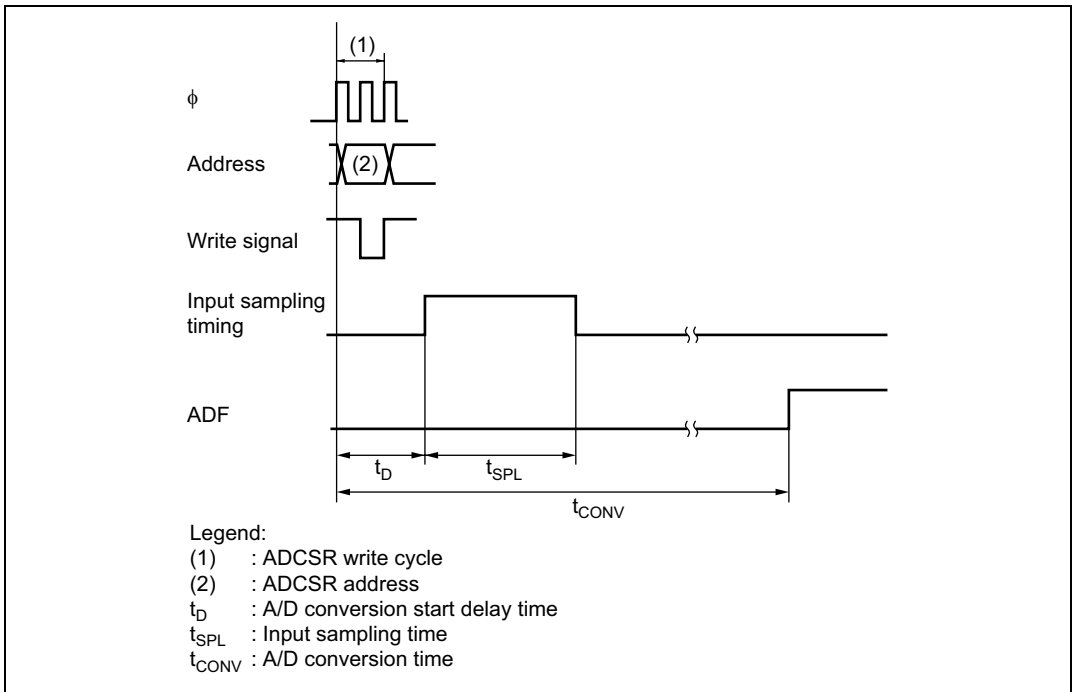 (1)
φ
Address
(2)
Write signal
Input sampling
timing
ADF
tD
tSPL
tCONV
Legend:
(1) : ADCSR write cycle
(2) : ADCSR address
tD : A/D conversion start delay time
tSPL : Input sampling time
tCONV : A/D conversion time